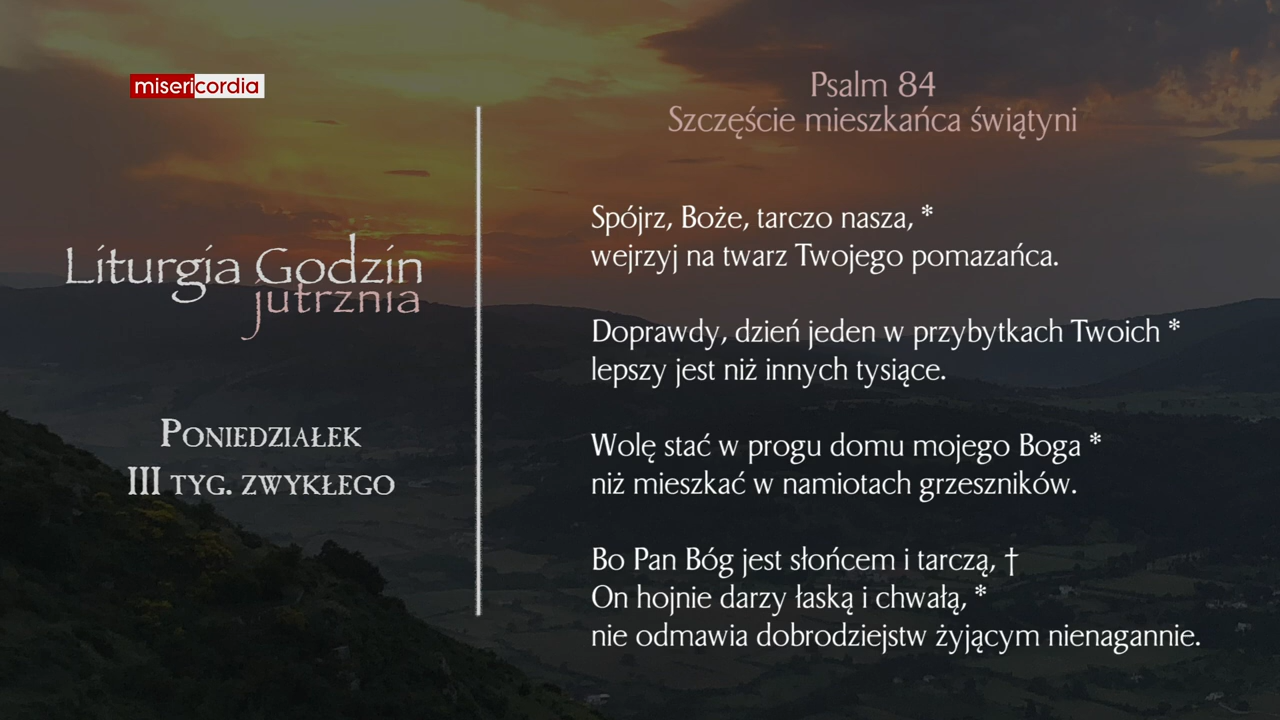 misericordia
Liturgia Godzin
jutrznia
Poniedziałek
III tyg. zwykłego
Psalm 84
Szczęście mieszkańca świątyni
Spójrz, Boże, tarczo nasza, *
wejrzyj na twarz Twojego pomazańca.
Doprawdy, dzień jeden w przybytkach Twoich *
lepszy jest niż innych tysiące.
Wolę stać w progu domu mojego Boga *
niż mieszkać w namiotach grzeszników.
Bo Pan Bóg jest słońcem i tarczą, †
On hojnie darzy łaską i chwałą, *
nie odmawia dobrodziejstw żyjącym nienagannie.